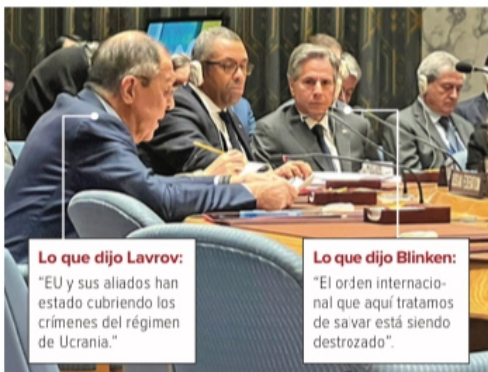 Lo que dijo Lavrov:
“EU y sus aliados han
estado cubriendo los
crímenes del régimen
de Ucrania.”
Lo que dijo Blinken:
“El orden internacio-
nal que aquí tratamos
de salvar está siendo
destrozado”.